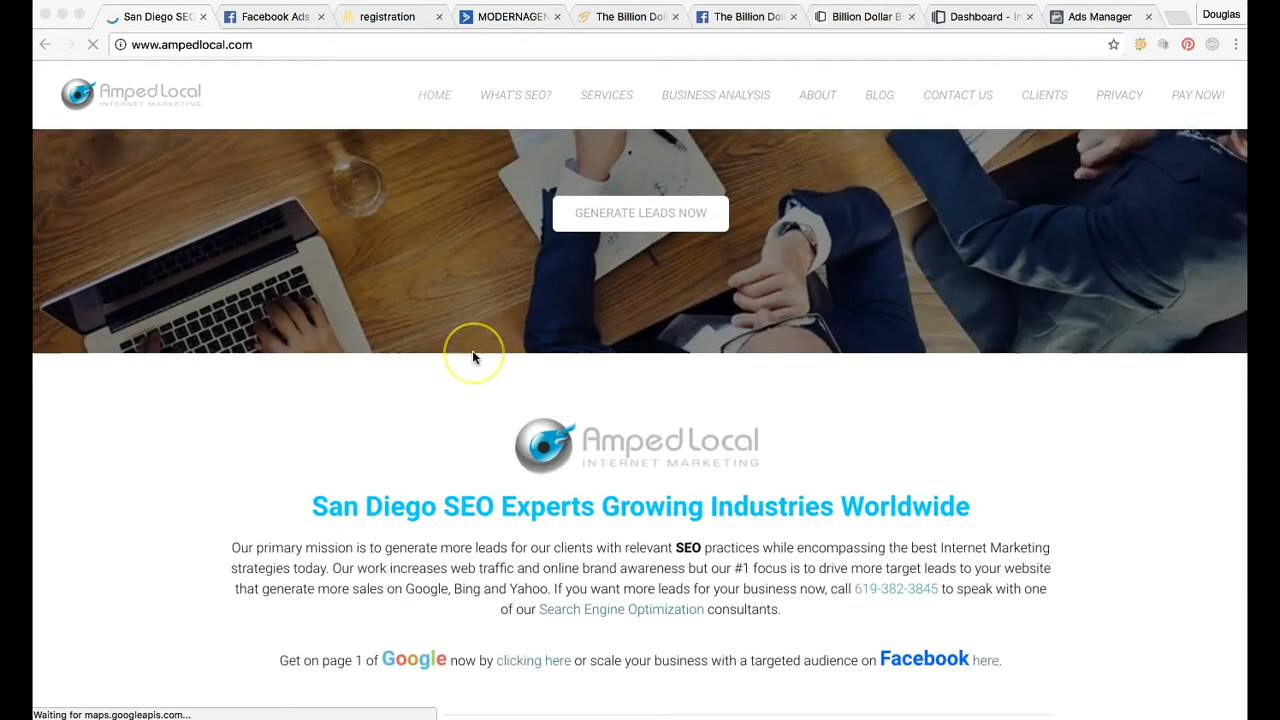 San Diego SEO
Facebook Ads
registration
MODERNAGEN
The Billion Dol
The Billion Do
Billion Dollar B
Dashboard - In
Ads Manager
Douglas
www.ampedlocal.com
Amped Local
INTERNET MARKETING
HOME
WHAT'S SEO?
SERVICES
BUSINESS ANALYSIS
ABOUT
BLOG
CONTACT US
CLIENTS
PRIVACY
PAY NOW!
GENERATE LEADS NOW
Amped Local
INTERNET MARKETING
San Diego SEO Experts Growing Industries Worldwide
Our primary mission is to generate more leads for our clients with relevant SEO practices while encompassing the best Internet Marketing
strategies today. Our work increases web traffic and online brand awareness but our #1 focus is to drive more target leads to your website
that generate more sales on Google, Bing and Yahoo. If you want more leads for your business now, call 619-382-3845 to speak with one
of our Search Engine Optimization consultants.
Get on page 1 of Google now by clicking here or scale your business with a targeted audience on Facebook here.
Waiting for maps.googleapis.com...